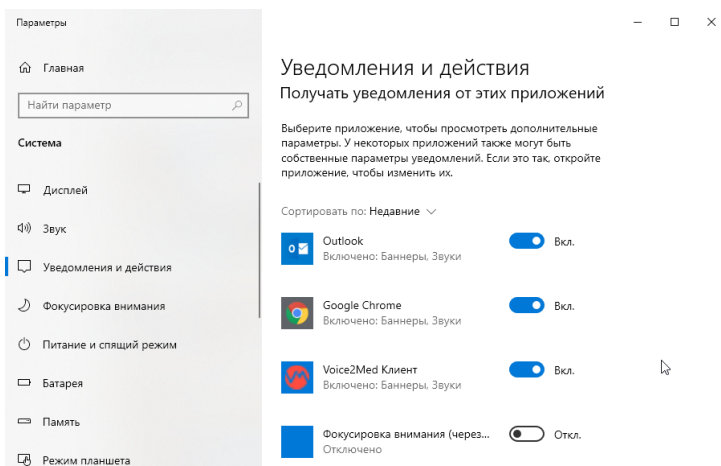 Параметры
Главная
Найти параметр
Система
Дисплей
Звук
Уведомления и действия
Фокусировка внимания
Питание и спящий режим
Батарея
Память
Режим планшета
Уведомления и действия
Получать уведомления от этих приложений
Выберите приложение, чтобы просмотреть дополнительные
параметры. У некоторых приложений также могут быть
собственные параметры уведомлений. Если это так, откройте
приложение, чтобы изменить их.
Сортировать по: Недавние
Outlook
Включено: Баннеры, Звуки
Вкл.
Google Chrome
Включено: Баннеры, Звуки
Вкл.
Voice2Med Клиент
Включено: Баннеры, Звуки
Вкл.
Фокусировка внимания (через...
Отключено
Откл.